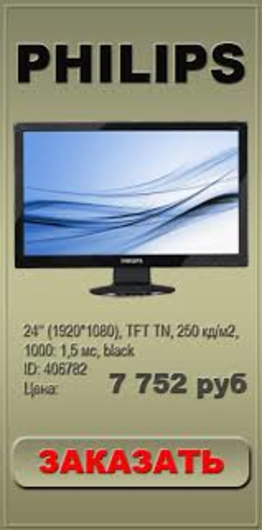 PHILIPS
PHILIPS
24" (1920*1080), TFT TN, 250 кд/м2,
1000: 1,5 мс, black
ID: 406782
Цена: 7 752 руб
ЗАКАЗАТЬ